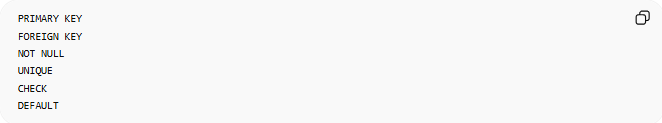 PRIMARY KEY
FOREIGN KEY
NOT NULL
UNIQUE
CHECK
DEFAULT